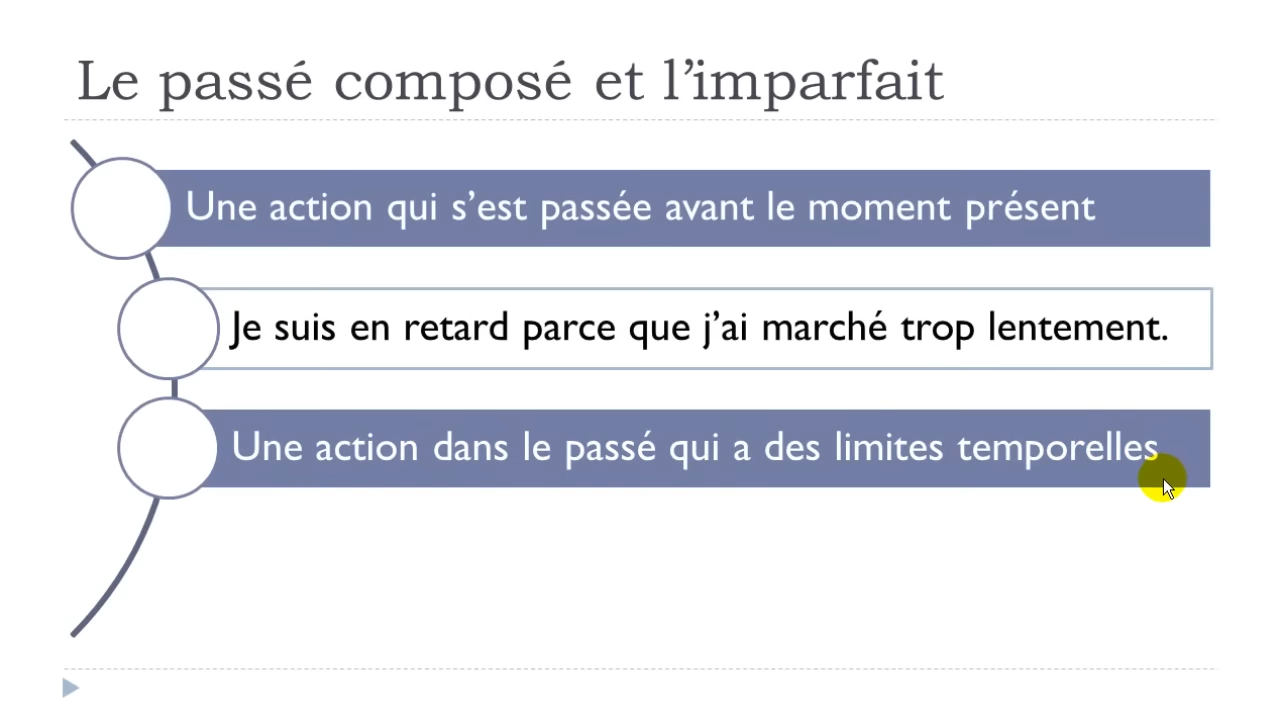 Le passé composé et l’imparfait
Une action qui s’est passée avant le moment présent
Je suis en retard parce que j’ai marché trop lentement.
Une action dans le passé qui a des limites temporelles